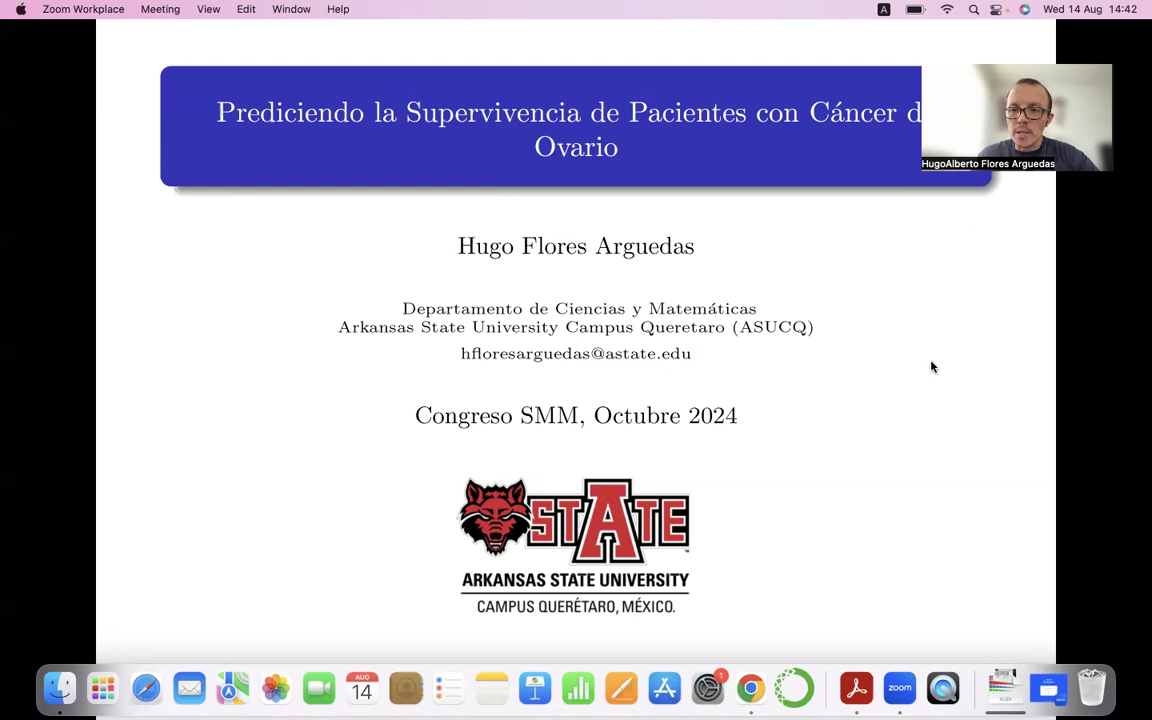 Zoom Workplace Meeting View Edit Window Help A Wed 14 Aug 14:42
Prediciendo la Supervivencia de Pacientes con Cáncer d
Ovario
HugoAlberto Flores Arguedas
Hugo Flores Arguedas
Departamento de Ciencias y Matemáticas
Arkansas State University Campus Queretaro (ASUCQ)
hfloresarguedas@astate.edu
Congreso SMM, Octubre 2024
STATE
ARKANSAS STATE UNIVERSITY
CAMPUS QUERÉTARO, MÉXICO.
AUG
14
1
zoom
XLSX